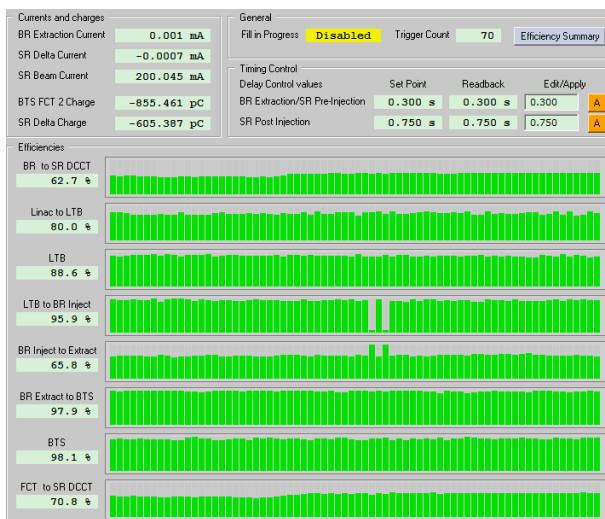 Currents and charges
BR Extraction Current 0.001 mA
SR Delta Current -0.0007 mA
SR Beam Current 200.045 mA
BTS FCT 2 Charge -855.461 pC
SR Delta Charge -605.387 pC
General
Fill in Progress Disabled Trigger Count 70 Efficiency Summary
Timing Control
Delay Control values Set Point Readback Edit/Apply
BR Extraction/SR Pre-Injection 0.300 s 0.300 s 0.300 A
SR Post Injection 0.750 s 0.750 s 0.750 A
Efficiencies
BR to SR DCCT
62.7 %
Linac to LTB
80.0 %
LTB
88.6 %
LTB to BR Inject
95.9 %
BR Inject to Extract
65.8 %
BR Extract to BTS
97.9 %
BTS
98.1 %
FCT to SR DCCT
70.8 %